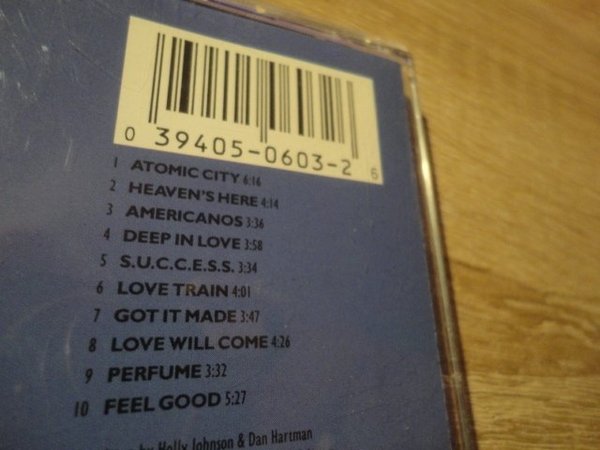 0 39405-0603-2 6
1 ATOMIC CITY 6:16
2 HEAVEN'S HERE 4:14
3 AMERICANOS 3:36
4 DEEP IN LOVE 3:58
5 S.U.C.C.E.S.S. 3:34
6 LOVE TRAIN 4:01
7 GOT IT MADE 3:47
8 LOVE WILL COME 4:26
9 PERFUME 3:32
10 FEEL GOOD 5:27
by Holly Johnson & Dan Hartman